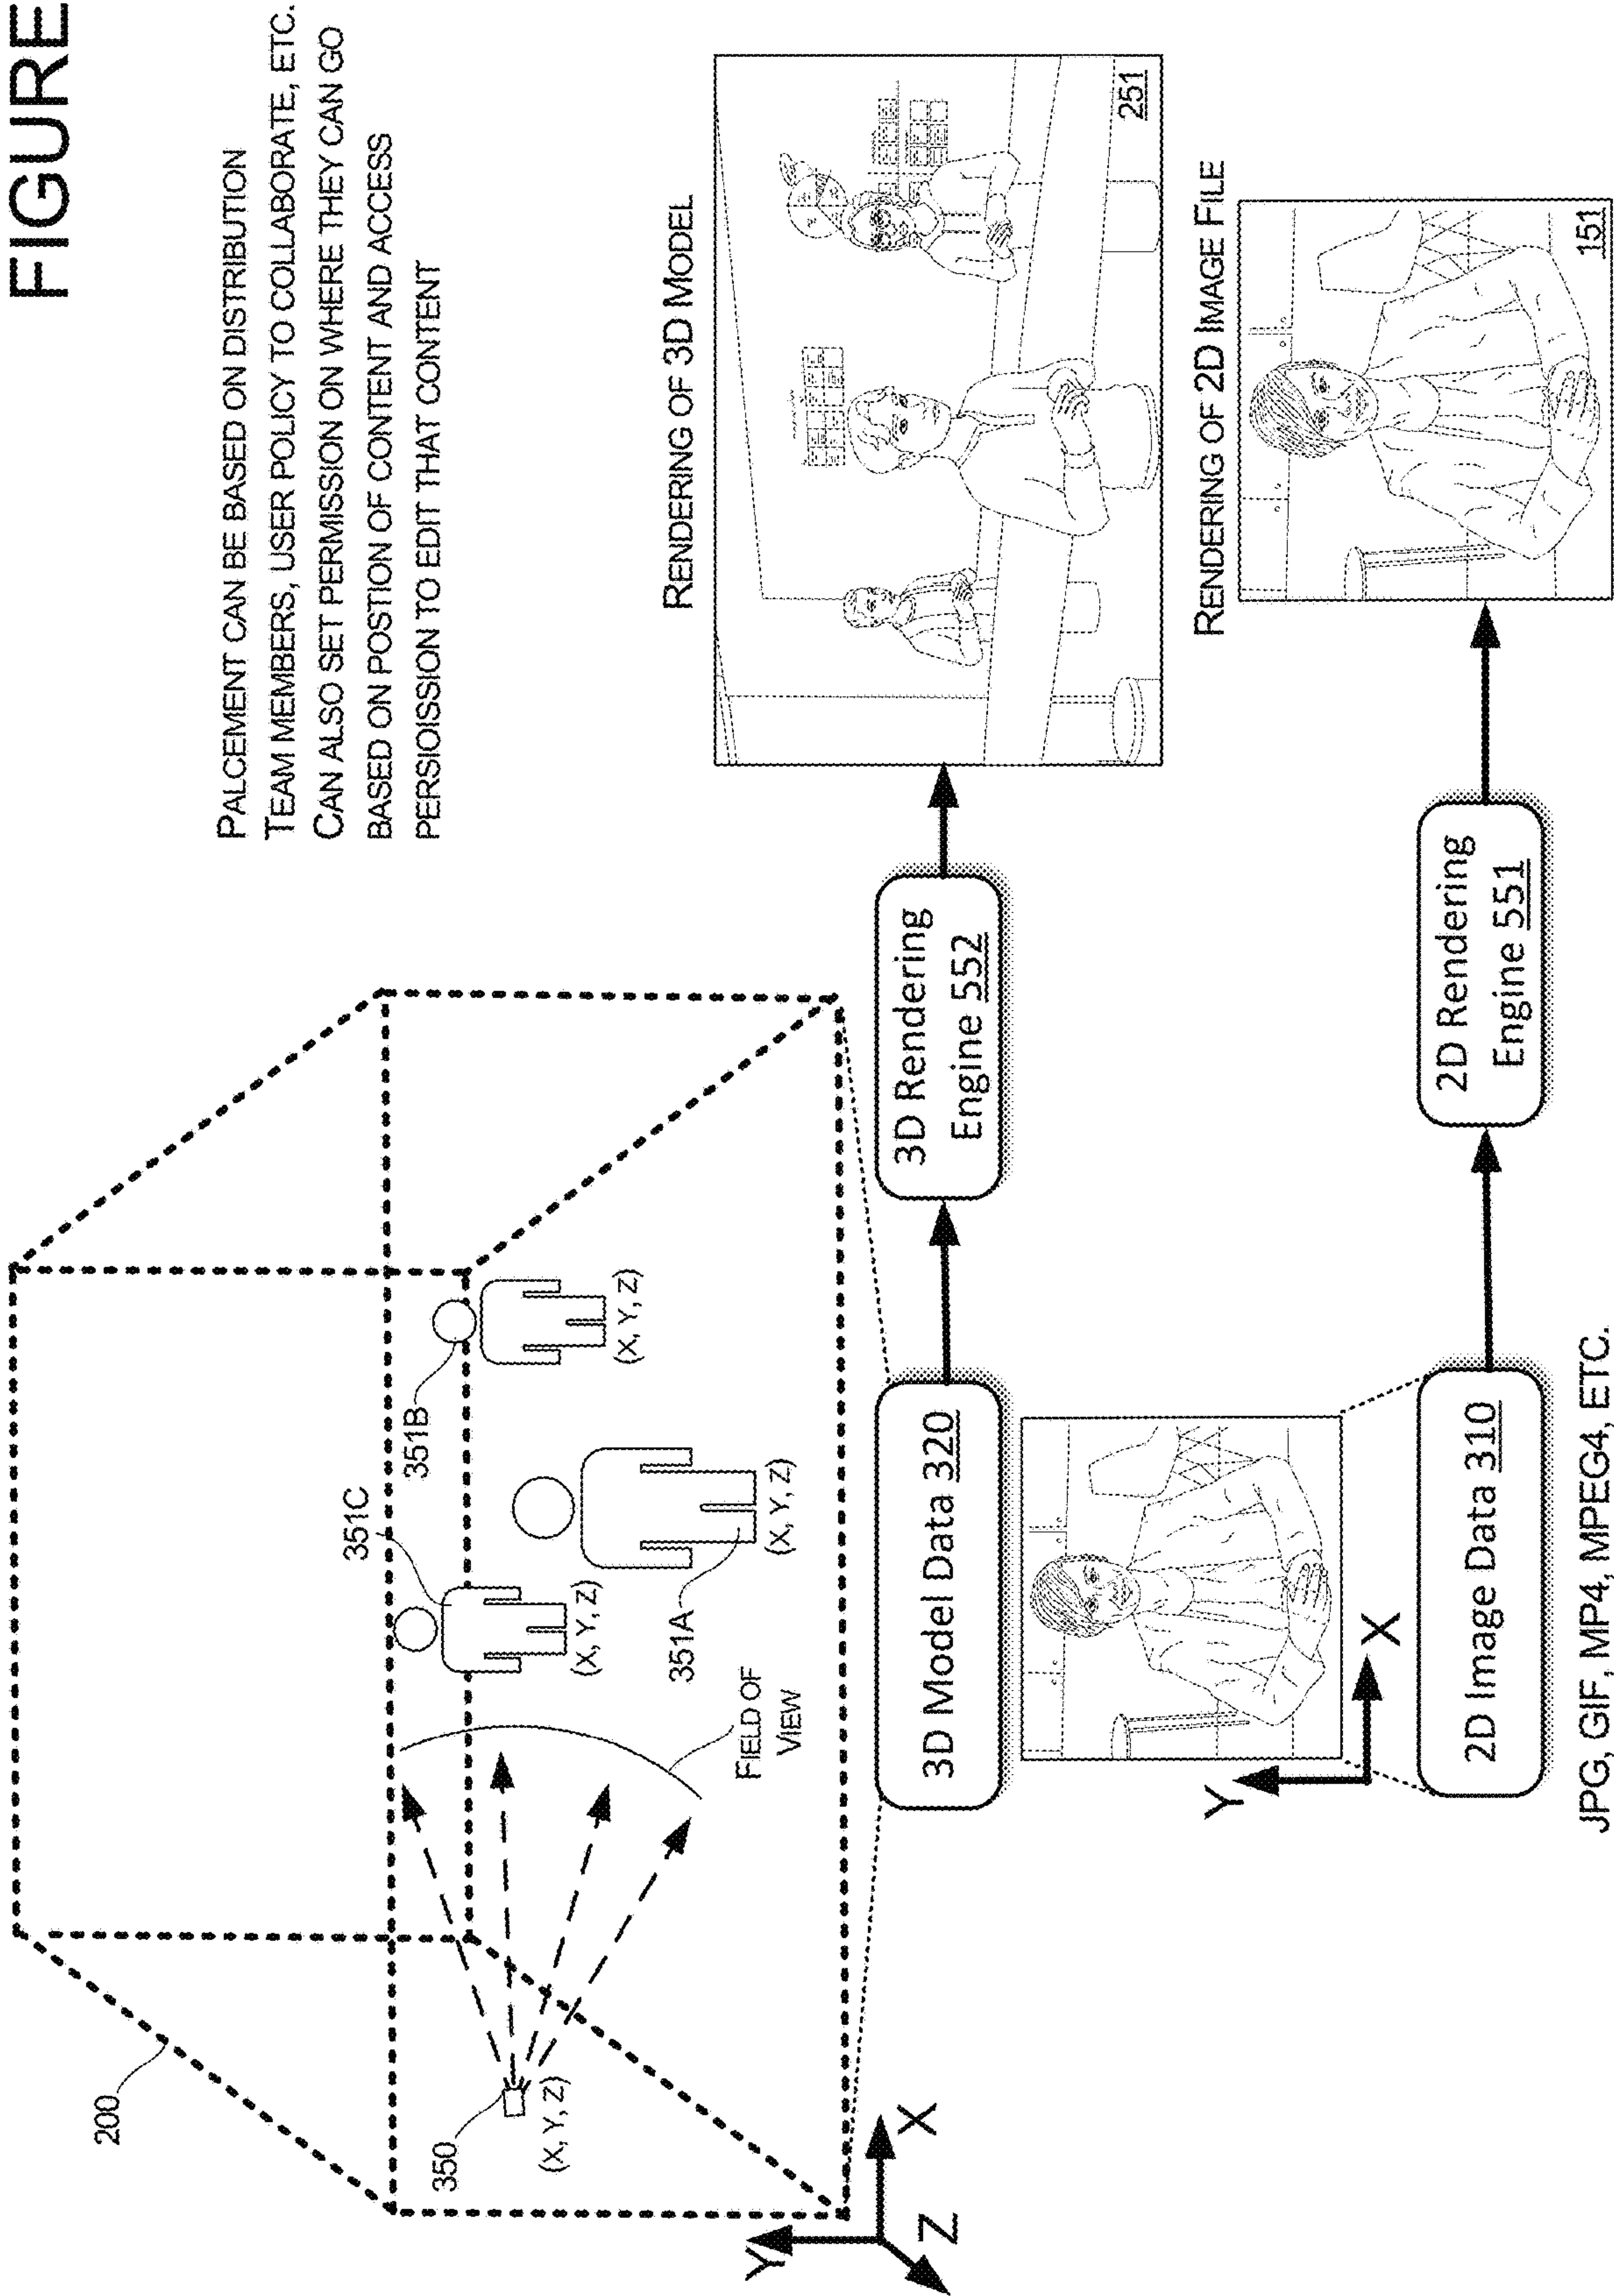 FIGURE
PALCEMENT CAN BE BASED ON DISTRIBUTION
TEAM MEMBERS, USER POLICY TO COLLABORATE, ETC.
CAN ALSO SET PERMISSION ON WHERE THEY CAN GO
BASED ON POSTION OF CONTENT AND ACCESS
PERSIOISSION TO EDIT THAT CONTENT
200
350
(X, Y, Z)
351C
(X, Y, Z)
351B
(X, Y, Z)
351A
(X, Y, Z)
FIELD OF
VIEW
Y
X
Z
3D Model Data 320
3D Rendering
Engine 552
RENDERING OF 3D MODEL
251
Y
X
2D Image Data 310
JPG, GIF, MP4, MPEG4, ETC.
2D Rendering
Engine 551
RENDERING OF 2D IMAGE FILE
151